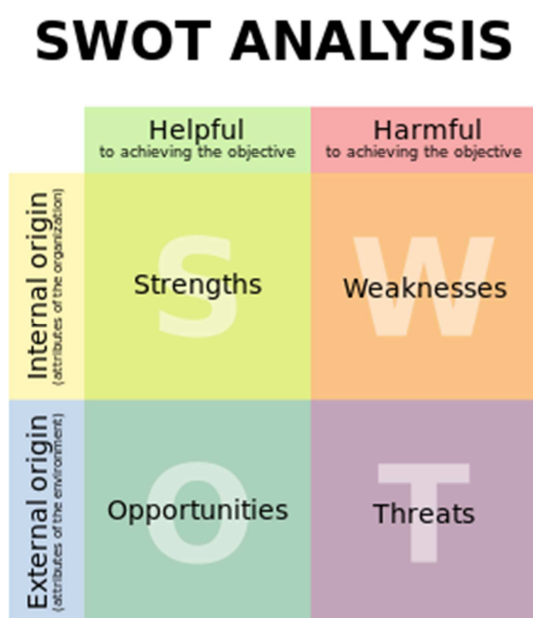 SWOT ANALYSIS
Helpful
to achieving the objective
Harmful
to achieving the objective
Internal origin
(attributes of the organization)
S
Strengths
W
Weaknesses
External origin
(attributes of the environment)
O
Opportunities
T
Threats